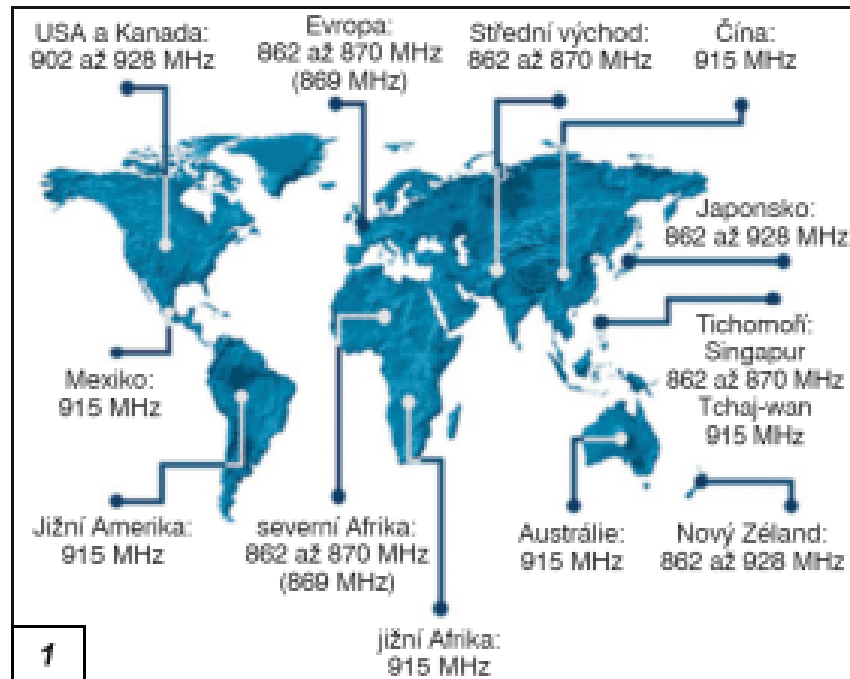 USA a Kanada:
902 až 928 MHz
Evropa:
862 až 870 MHz
(869 MHz)
Střední východ:
862 až 870 MHz
Čína:
915 MHz
Japonsko:
862 až 928 MHz
Tichomoří:
Singapur
862 až 870 MHz
Tchaj-wan
915 MHz
Mexiko:
915 MHz
Jižní Amerika:
915 MHz
severní Afrika:
862 až 870 MHz
(869 MHz)
Austrálie:
915 MHz
Nový Zéland:
862 až 928 MHz
jižní Afrika:
915 MHz
1